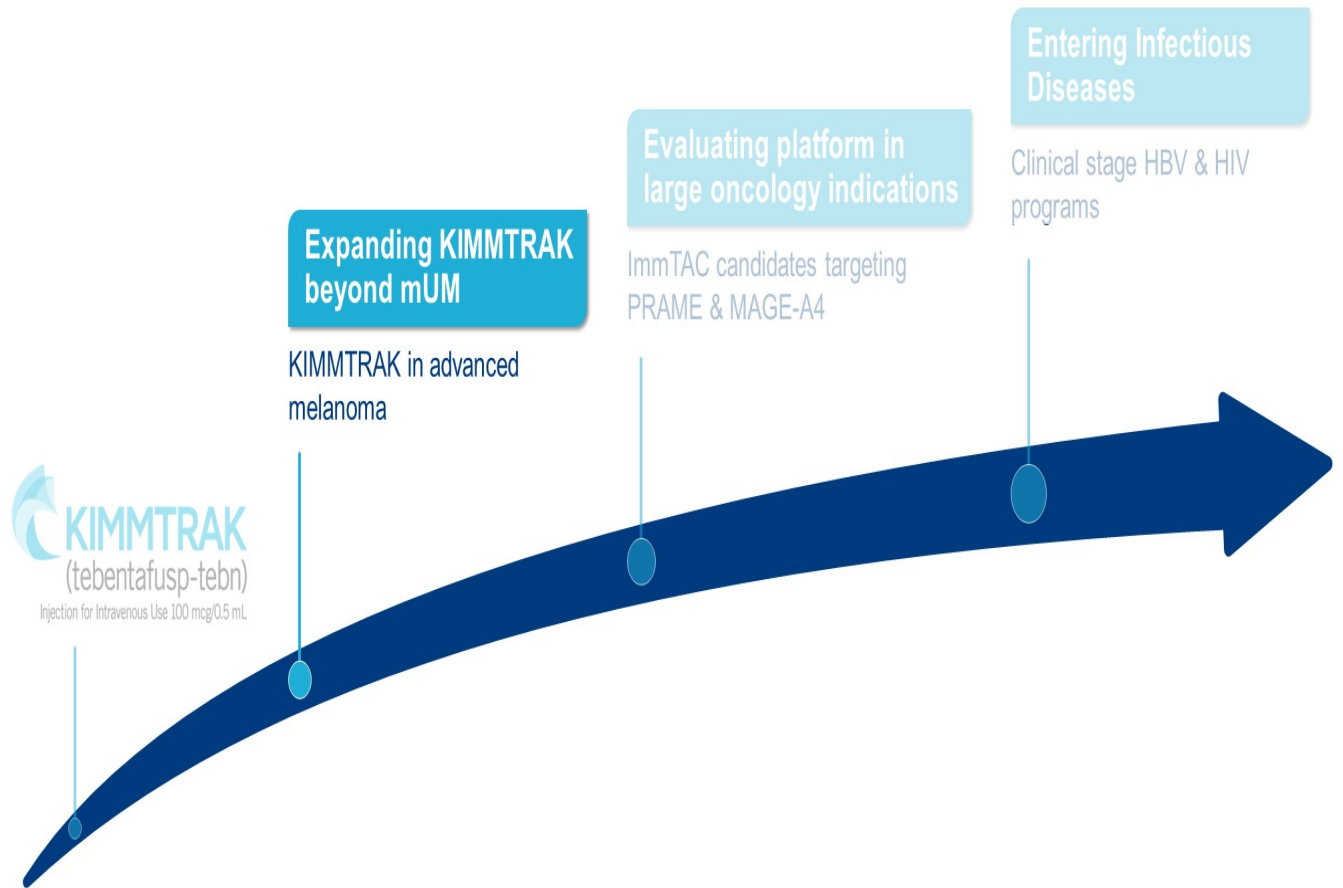 KIMMTRAK
(tebentafusp-tebn)
Injection for Intravenous Use 100 mcg/0.5 mL
Expanding KIMMTRAK
beyond mUM
KIMMTRAK in advanced
melanoma
Evaluating platform in
large oncology indications
ImmTAC candidates targeting
PRAME & MAGE-A4
Entering Infectious
Diseases
Clinical stage HBV & HIV
programs